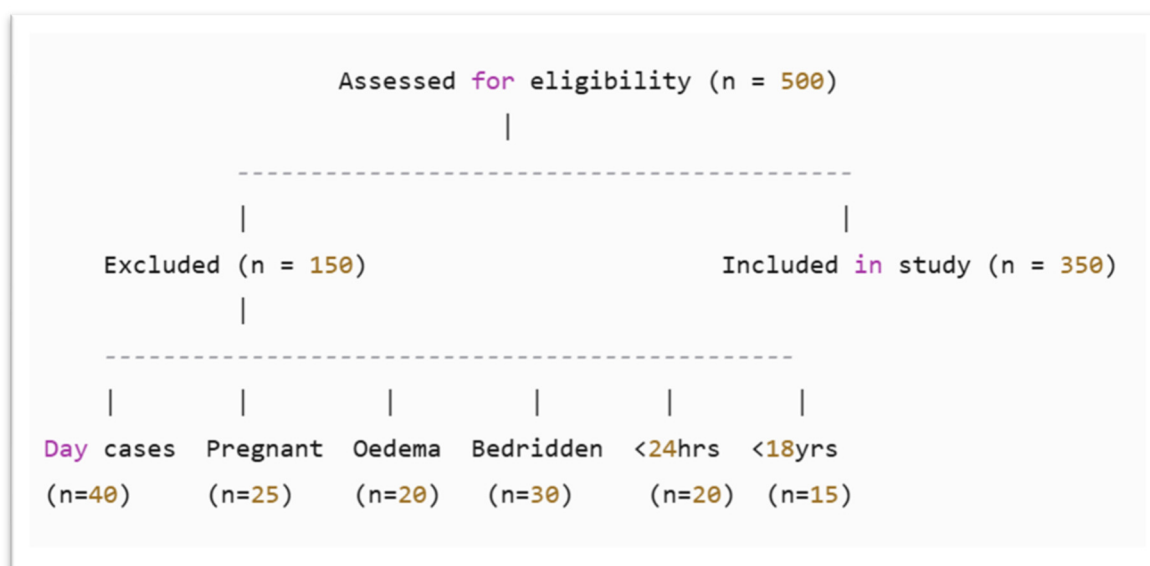 Assessed for eligibility (n = 500)
Excluded (n = 150) Included in study (n = 350)
Day cases Pregnant Oedema Bedridden <24hrs <18yrs
(n=40) (n=25) (n=20) (n=30) (n=20) (n=15)